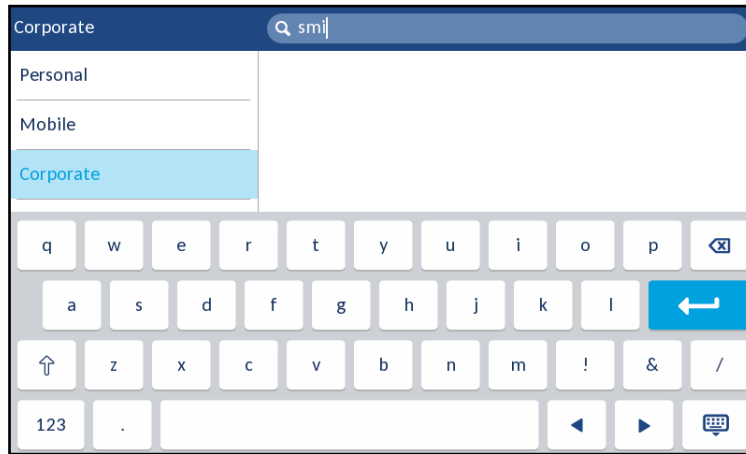 Corporate smi
Personal
Mobile
Corporate
q w e r t y u i o p
a s d f g h j k l
z x c v b n m ! & /
123 .